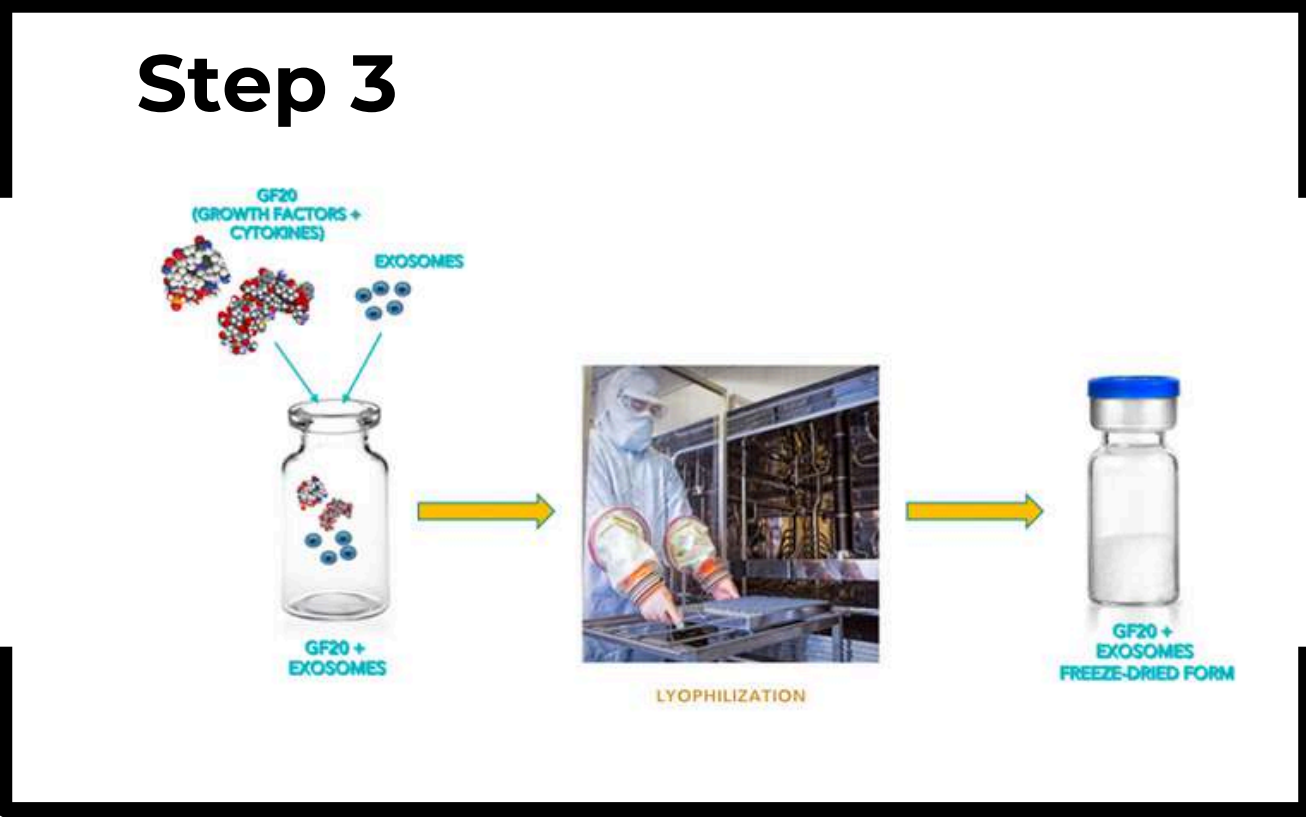 Step 3
GF20
(GROWTH FACTORS +
CYTOKINES)
EXOSOMES
GF20 +
EXOSOMES
LYOPHILIZATION
GF20 +
EXOSOMES
FREEZE-DRIED FORM